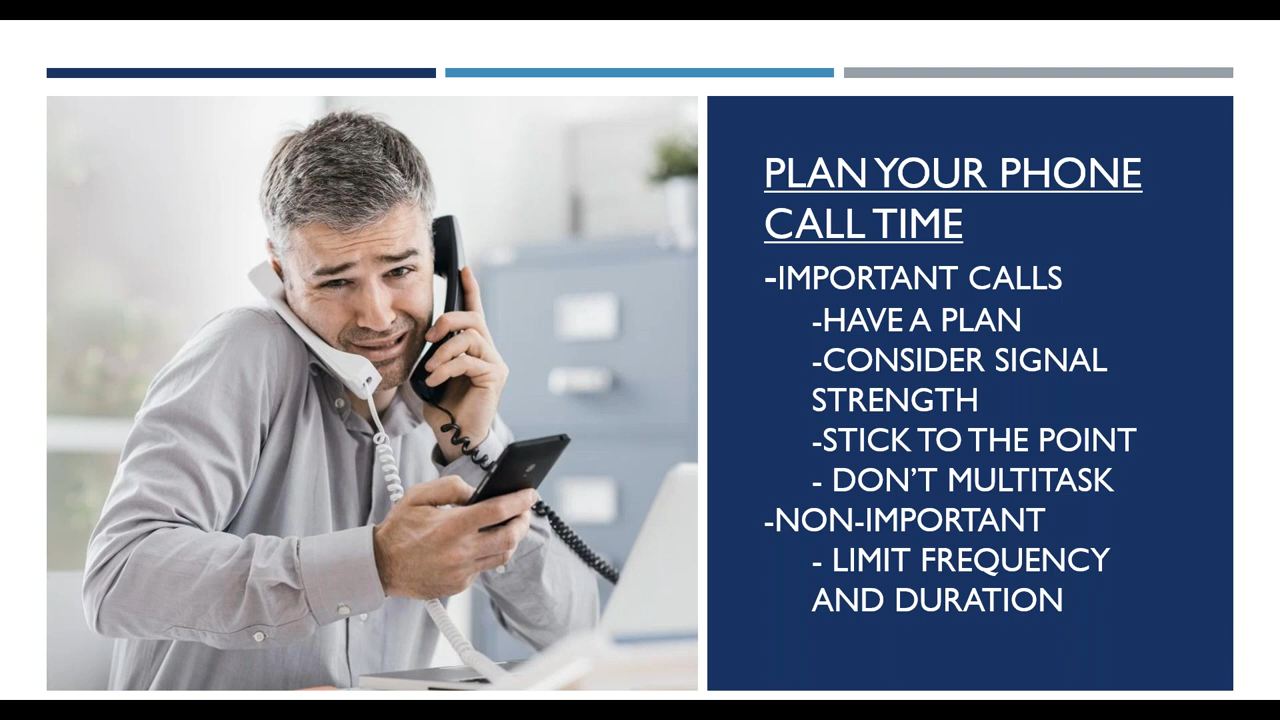 PLAN YOUR PHONE
CALL TIME
-IMPORTANT CALLS
-HAVE A PLAN
-CONSIDER SIGNAL
STRENGTH
-STICK TO THE POINT
- DON’T MULTITASK
-NON-IMPORTANT
- LIMIT FREQUENCY
AND DURATION